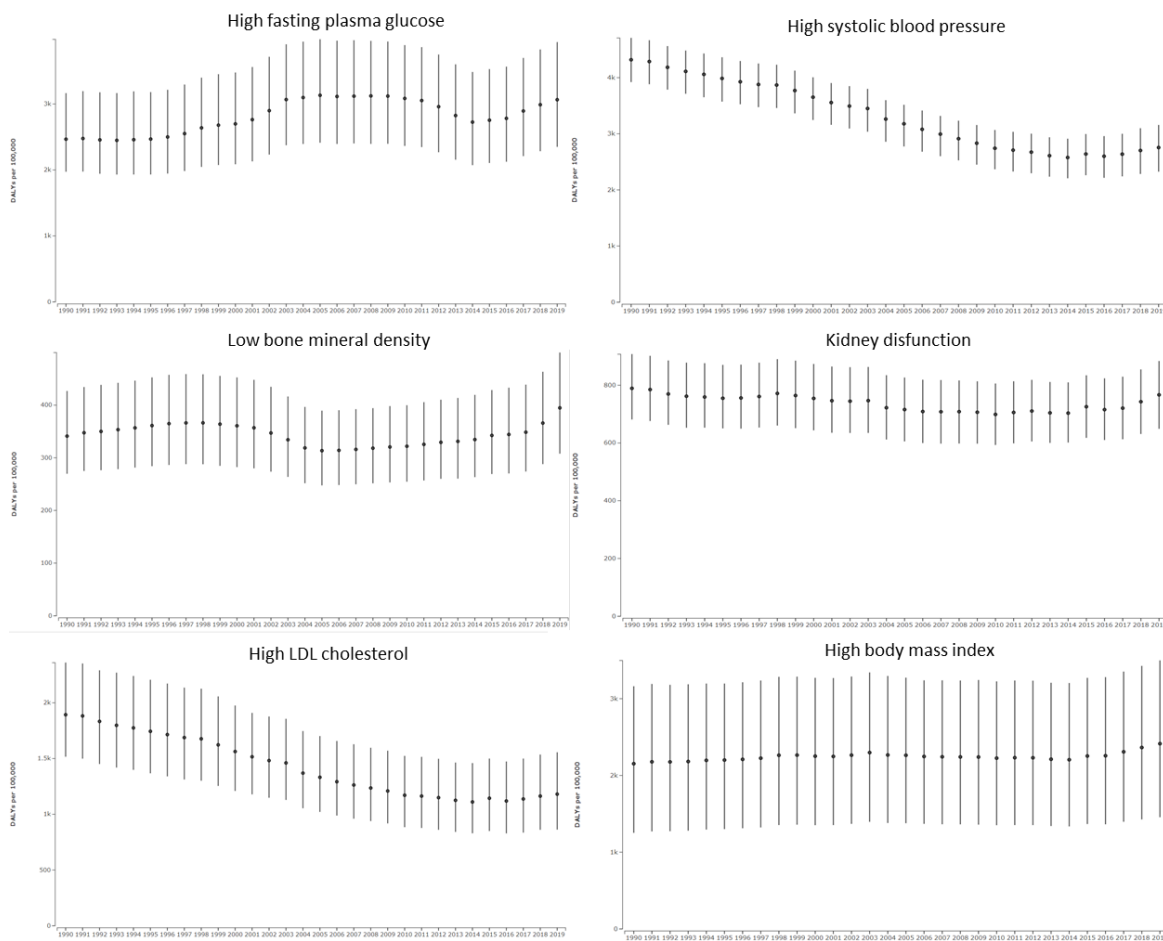 High fasting plasma glucose
DALYs per 100,000
3k
2k
1k
0
1990 1991 1992 1993 1994 1995 1996 1997 1998 1999 2000 2001 2002 2003 2004 2005 2006 2007 2008 2009 2010 2011 2012 2013 2014 2015 2016 2017 2018 2019
High systolic blood pressure
DALYs per 100,000
4k
3k
2k
1k
0
1990 1991 1992 1993 1994 1995 1996 1997 1998 1999 2000 2001 2002 2003 2004 2005 2006 2007 2008 2009 2010 2011 2012 2013 2014 2015 2016 2017 2018 201
Low bone mineral density
DALYs per 100,000
400
300
200
100
0
1990 1991 1992 1993 1994 1995 1996 1997 1998 1999 2000 2001 2002 2003 2004 2005 2006 2007 2008 2009 2010 2011 2012 2013 2014 2015 2016 2017 2018 2019
Kidney disfunction
DALYs per 100,000
800
600
400
200
0
1990 1991 1992 1993 1994 1995 1996 1997 1998 1999 2000 2001 2002 2003 2004 2005 2006 2007 2008 2009 2010 2011 2012 2013 2014 2015 2016 2017 2018 201
High LDL cholesterol
DALYs per 100,000
2k
1.5k
1k
500
0
1990 1991 1992 1993 1994 1995 1996 1997 1998 1999 2000 2001 2002 2003 2004 2005 2006 2007 2008 2009 2010 2011 2012 2013 2014 2015 2016 2017 2018 2019
High body mass index
DALYs per 100,000
3k
2k
1k
0
1990 1991 1992 1993 1994 1995 1996 1997 1998 1999 2000 2001 2002 2003 2004 2005 2006 2007 2008 2009 2010 2011 2012 2013 2014 2015 2016 2017 2018 201